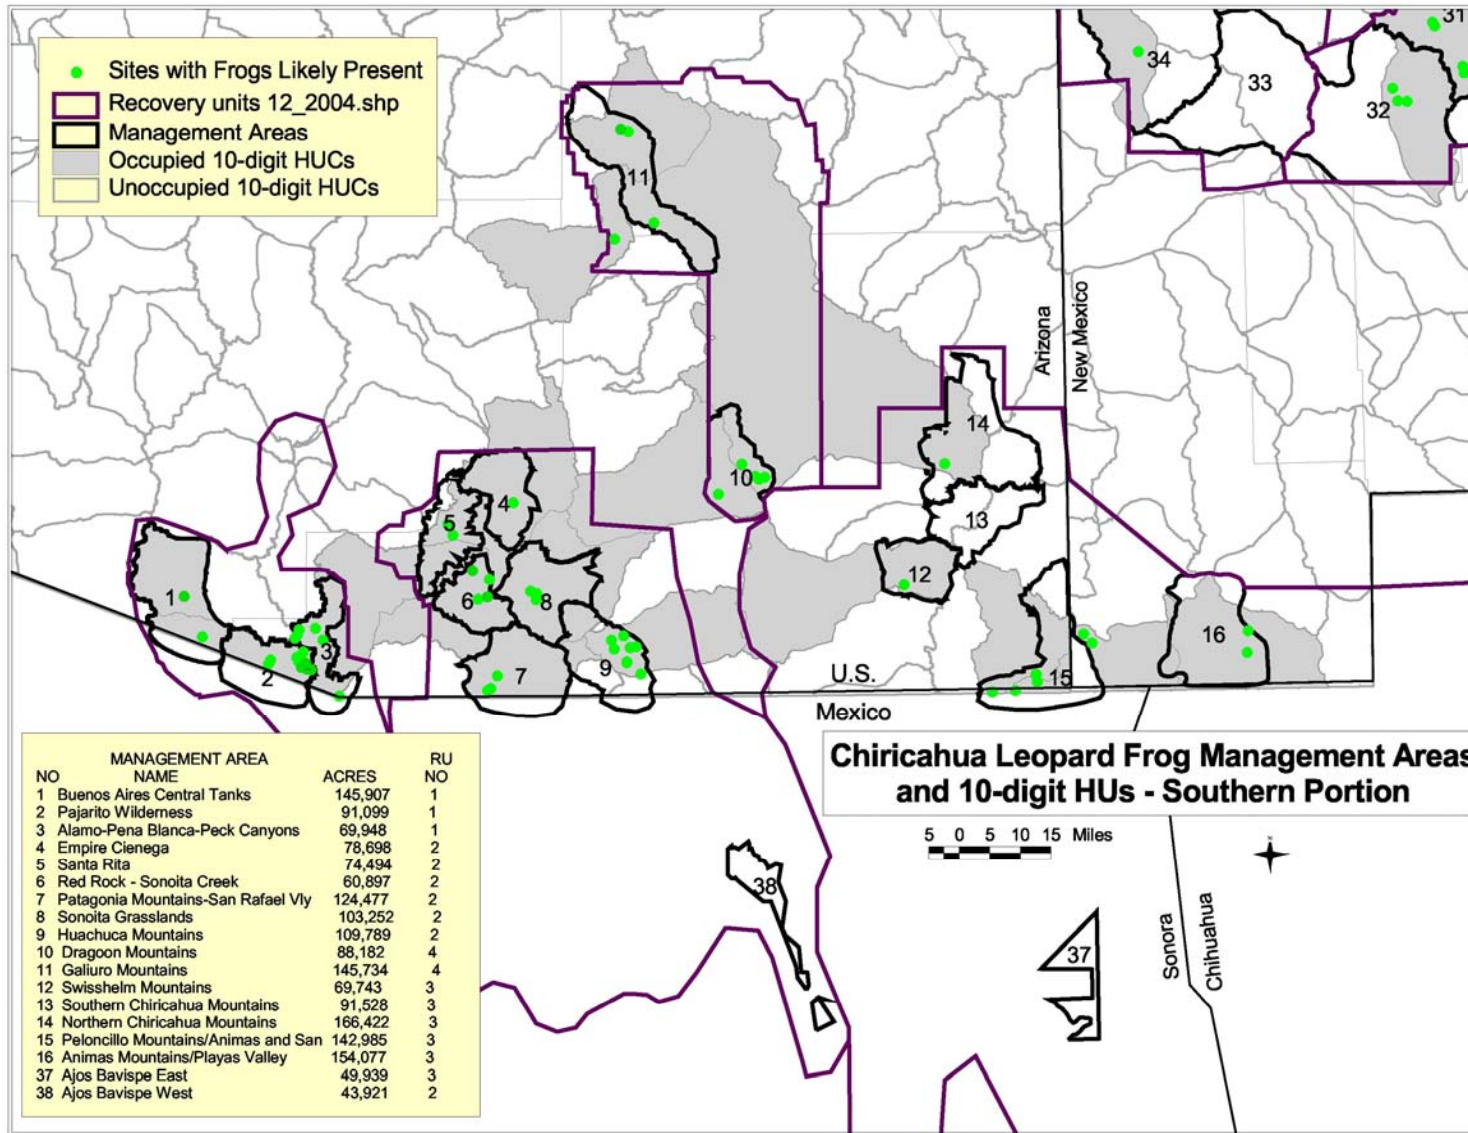 Sites with Frogs Likely Present
Recovery units 12_2004.shp
Management Areas
Occupied 10-digit HUCs
Unoccupied 10-digit HUCs
31
34
33
32
11
Arizona
New Mexico
14
10
4
5
13
12
1
6
8
16
3
2
7
9
15
U.S.
Mexico
Chiricahua Leopard Frog Management Areas
and 10-digit HUs - Southern Portion
5 0 5 10 15 Miles
N
38
37
Sonora
Chihuahua
MANAGEMENT AREA RU
NO NAME ACRES NO
1 Buenos Aires Central Tanks 145,907 1
2 Pajarito Wilderness 91,099 1
3 Alamo-Pena Blanca-Peck Canyons 69,948 1
4 Empire Cienega 78,698 2
5 Santa Rita 74,494 2
6 Red Rock - Sonoita Creek 60,897 2
7 Patagonia Mountains-San Rafael Vly 124,477 2
8 Sonoita Grasslands 103,252 2
9 Huachuca Mountains 109,789 2
10 Dragoon Mountains 88,182 4
11 Galiuro Mountains 145,734 4
12 Swisshelm Mountains 69,743 3
13 Southern Chiricahua Mountains 91,528 3
14 Northern Chiricahua Mountains 166,422 3
15 Peloncillo Mountains/Animas and San 142,985 3
16 Animas Mountains/Playas Valley 154,077 3
37 Ajos Bavispe East 49,939 3
38 Ajos Bavispe West 43,921 2